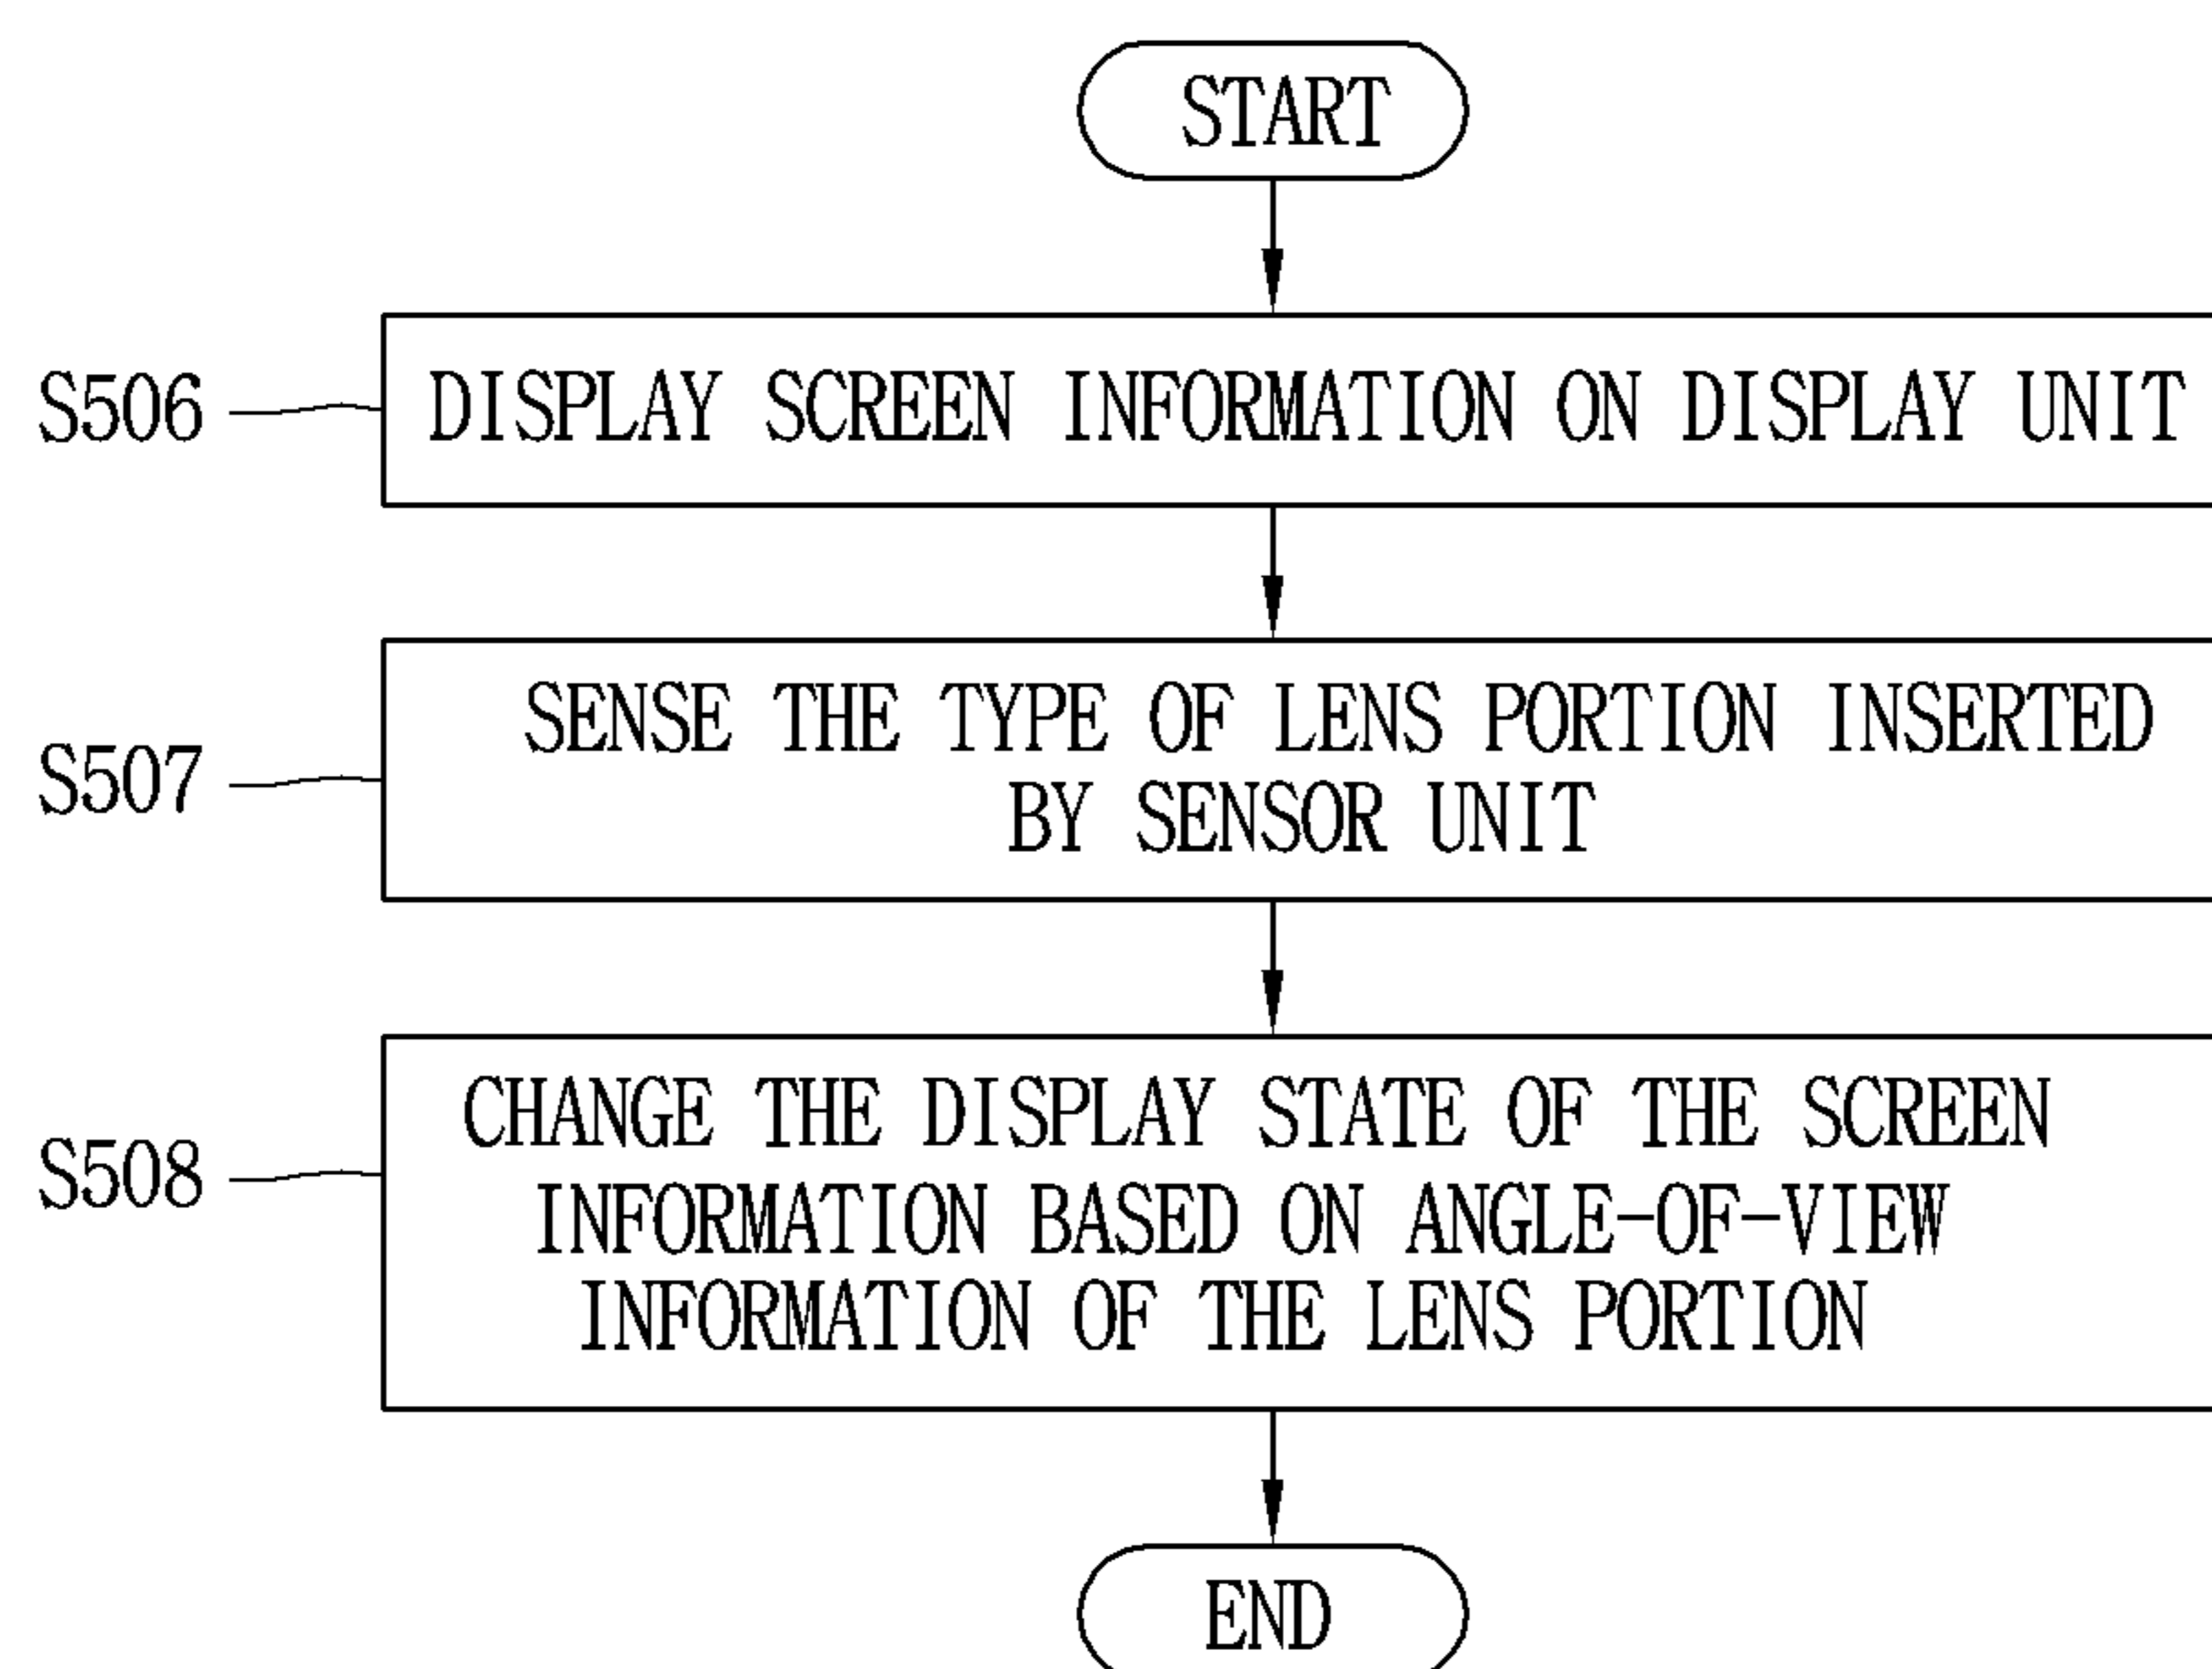 START
S506
DISPLAY SCREEN INFORMATION ON DISPLAY UNIT
S507
SENSE THE TYPE OF LENS PORTION INSERTED
BY SENSOR UNIT
S508
CHANGE THE DISPLAY STATE OF THE SCREEN
INFORMATION BASED ON ANGLE-OF-VIEW
INFORMATION OF THE LENS PORTION
END